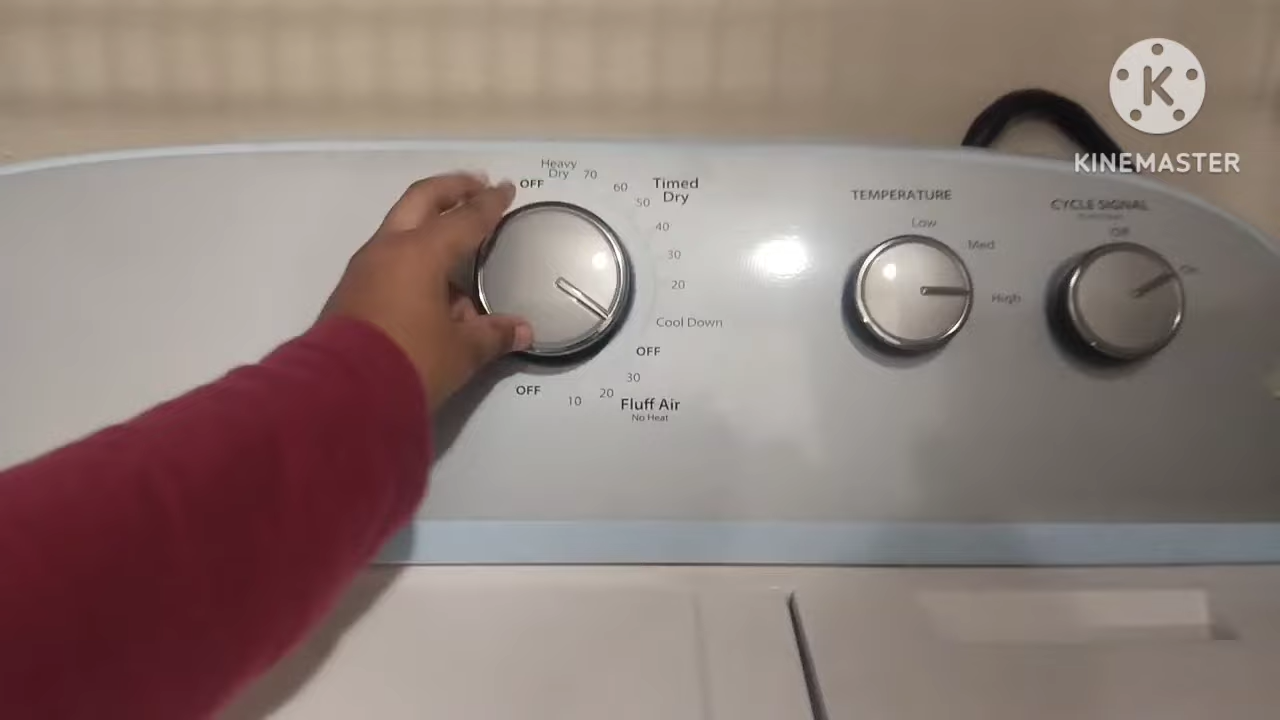 KINEMASTER
Heavy
Dry
70
60
50
40
30
20
OFF
Timed
Dry
Cool Down
OFF
30
20
10
OFF
Fluff Air
No Heat
TEMPERATURE
Low
Med
High
CYCLE SIGNAL
Off
On